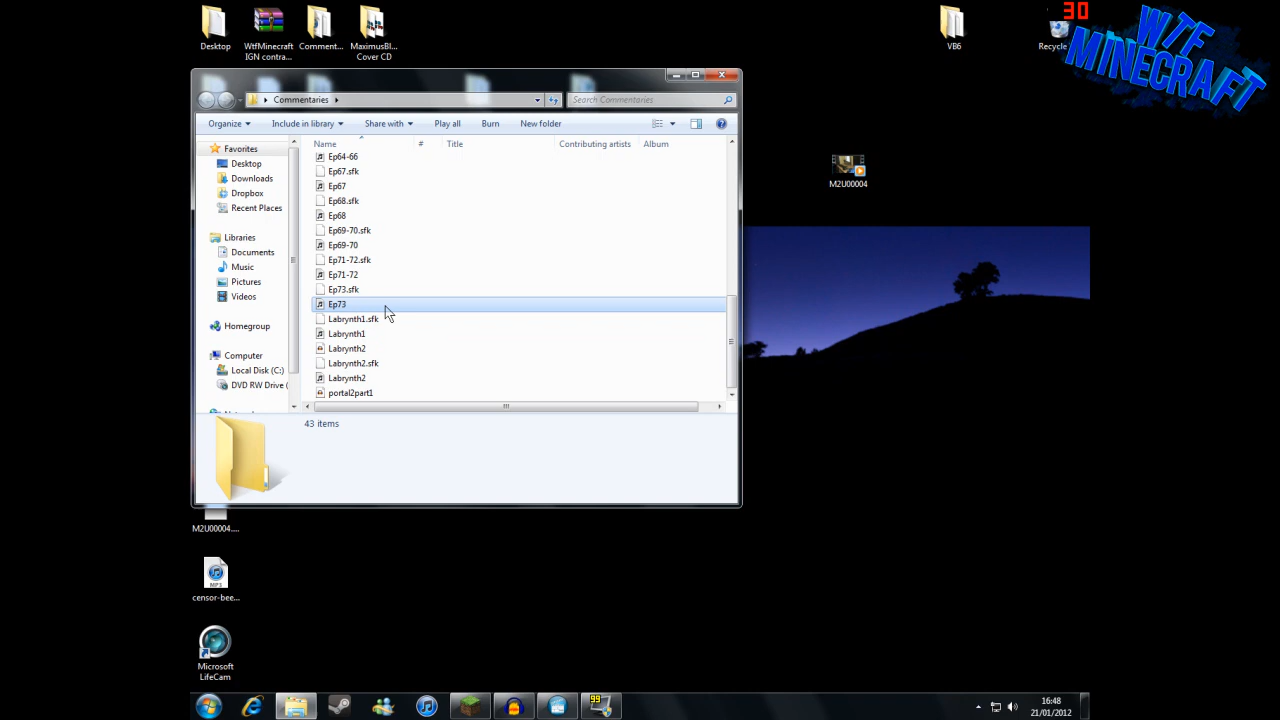 30
WTF
MINECRAFT
Desktop
WtfMinecraft IGN contra...
Comment...
MaximusBl... Cover CD
VB6
Recycle
Commentaries
Search Commentaries
Organize
Include in library
Share with
Play all
Burn
New folder
Name
#
Title
Contributing artists
Album
Favorites
Desktop
Downloads
Dropbox
Recent Places
Libraries
Documents
Music
Pictures
Videos
Homegroup
Computer
Local Disk (C:)
DVD RW Drive (
Ep64-66
Ep67.sfk
Ep67
Ep68.sfk
Ep68
Ep69-70.sfk
Ep69-70
Ep71-72.sfk
Ep71-72
Ep73.sfk
Ep73
Labrynth1.sfk
Labrynth1
Labrynth2
Labrynth2.sfk
Labrynth2
portal2part1
43 items
M2U00004
M2U00004....
MP3
censor-bee...
Microsoft
LifeCam
99
16:48
21/01/2012